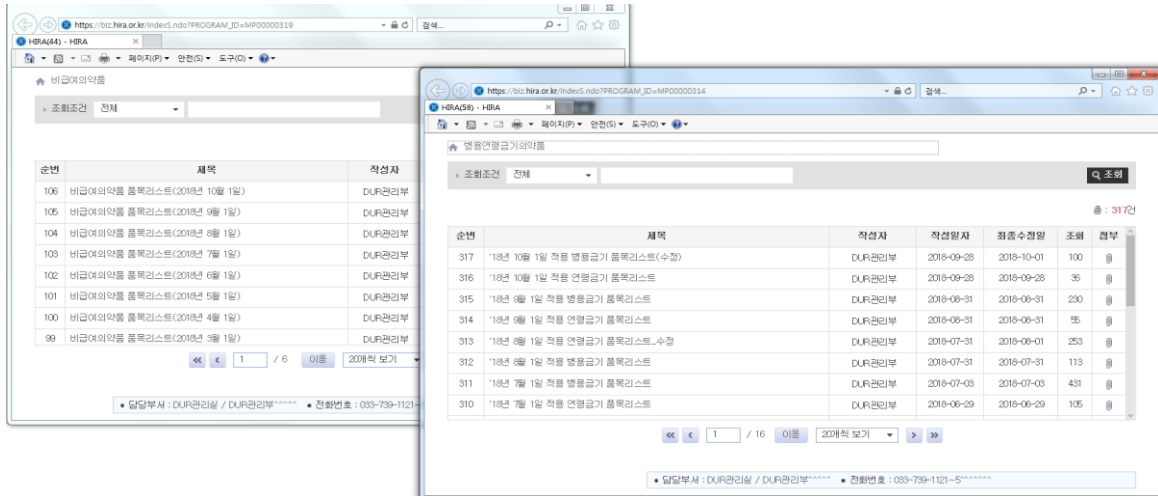 https://biz.hira.or.kr/indexS.ndo?PROGRAM_ID=MP00000319
검색...
HIRA(44) - HIRA
페이지(P) 안전(S) 도구(O)
비급여의약품
조회조건 전체
순번 제목 작성자
106 비급여의약품 품목리스트(2018년 10월 1일) DUR관리부
105 비급여의약품 품목리스트(2018년 9월 1일) DUR관리부
104 비급여의약품 품목리스트(2018년 8월 1일) DUR관리부
103 비급여의약품 품목리스트(2018년 7월 1일) DUR관리부
102 비급여의약품 품목리스트(2018년 6월 1일) DUR관리부
101 비급여의약품 품목리스트(2018년 5월 1일) DUR관리부
100 비급여의약품 품목리스트(2018년 4월 1일) DUR관리부
99 비급여의약품 품목리스트(2018년 3월 1일) DUR관리부
1 / 6 이동 20개씩 보기
담당부서 : DUR관리실 / DUR관리부^^^^^ 전화번호 : 033-739-1121~
https://biz.hira.or.kr/indexS.ndo?PROGRAM_ID=MP00000314
검색...
HIRA(58) - HIRA
페이지(P) 안전(S) 도구(O)
병용연령금기의약품
조회조건 전체 조회
총 : 317건
순번 제목 작성자 작성일자 최종수정일 조회 첨부
317 '18년 10월 1일 적용 병용금기 품목리스트(수정) DUR관리부 2018-09-28 2018-10-01 100
316 '18년 10월 1일 적용 연령금기 품목리스트 DUR관리부 2018-09-28 2018-09-28 36
315 '18년 9월 1일 적용 병용금기 품목리스트 DUR관리부 2018-08-31 2018-08-31 230
314 '18년 9월 1일 적용 연령금기 품목리스트 DUR관리부 2018-08-31 2018-08-31 55
313 '18년 8월 1일 적용 연령금기 품목리스트_수정 DUR관리부 2018-07-31 2018-08-01 253
312 '18년 8월 1일 적용 병용금기 품목리스트 DUR관리부 2018-07-31 2018-07-31 113
311 '18년 7월 1일 적용 병용금기 품목리스트 DUR관리부 2018-07-03 2018-07-03 431
310 '18년 7월 1일 적용 연령금기 품목리스트 DUR관리부 2018-06-29 2018-06-29 105
1 / 16 이동 20개씩 보기
담당부서 : DUR관리실 / DUR관리부^^^^^ 전화번호 : 033-739-1121~5^^^^^^^